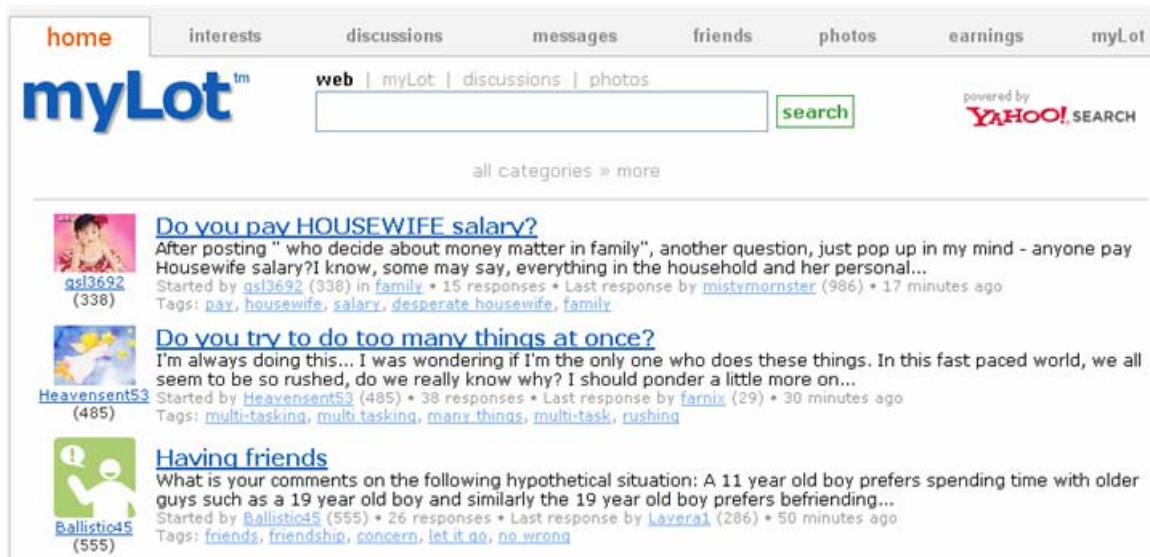 home interests discussions messages friends photos earnings myLot
myLot™
web | myLot | discussions | photos
search
powered by
YAHOO! SEARCH
all categories » more
Do you pay HOUSEWIFE salary?
After posting " who decide about money matter in family", another question, just pop up in my mind - anyone pay
Housewife salary?I know, some may say, everything in the household and her personal...
Started by gsl3692 (338) in family • 15 responses • Last response by mistymornster (986) • 17 minutes ago
Tags: pay, housewife, salary, desperate housewife, family
gsl3692
(338)
Do you try to do too many things at once?
I'm always doing this... I was wondering if I'm the only one who does these things. In this fast paced world, we all
seem to be so rushed, do we really know why? I should ponder a little more on...
Started by Heavensent53 (485) • 38 responses • Last response by farnix (29) • 30 minutes ago
Tags: multi-tasking, multi tasking, many things, multi-task, rushing
Heavensent53
(485)
Having friends
What is your comments on the following hypothetical situation: A 11 year old boy prefers spending time with older
guys such as a 19 year old boy and similarly the 19 year old boy prefers befriending...
Started by Ballistic45 (555) • 26 responses • Last response by Lavera1 (286) • 50 minutes ago
Tags: friends, friendship, concern, let it go, no wrong
Ballistic45
(555)